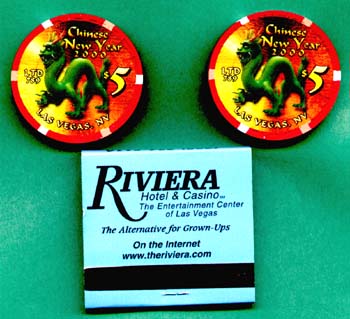 Chinese
New Year
2000
LTD
749
$5
LAS VEGAS, NV
Chinese
New Year
2000
LTD
749
$5
LAS VEGAS, NV
RIVIERA
Hotel & Casino
The Entertainment Center
of Las Vegas
The Alternative for Grown-Ups
On the Internet
www.theriviera.com